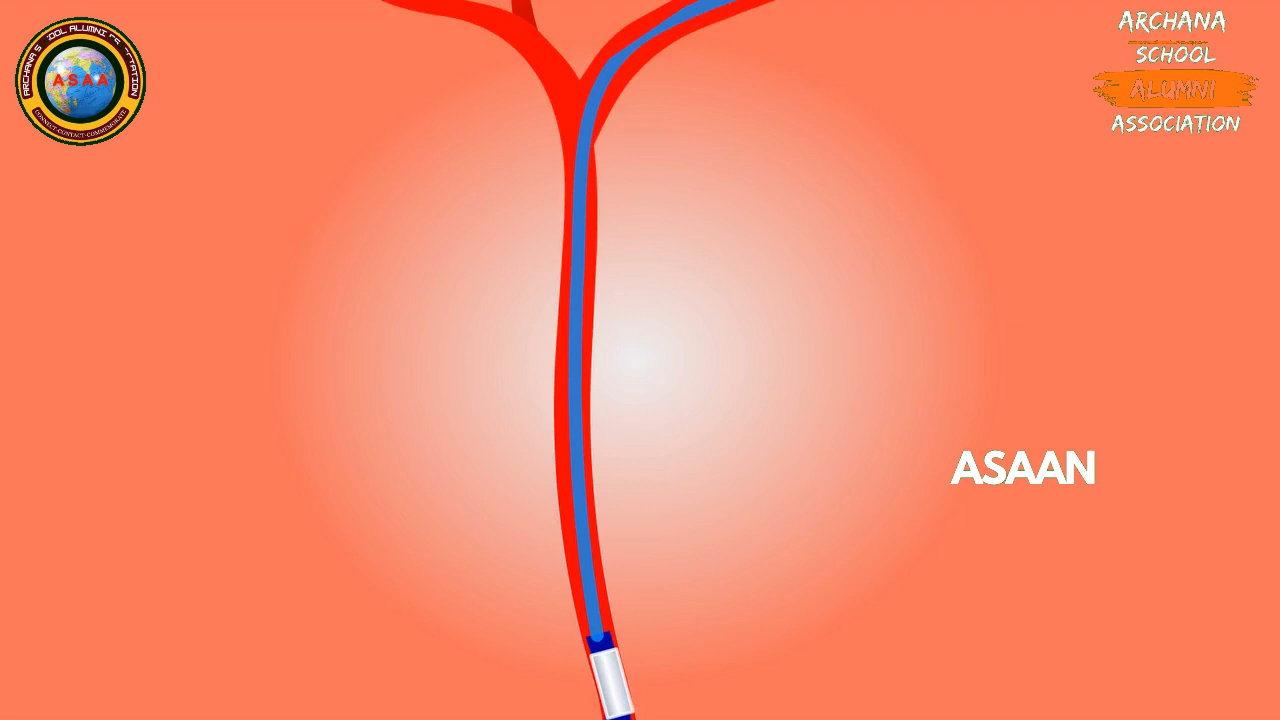 ASAA
CONNECT-CONTACT-COMMEMORATE
ARCHANA
SCHOOL
ALUMNI
ASSOCIATION
ASAAN